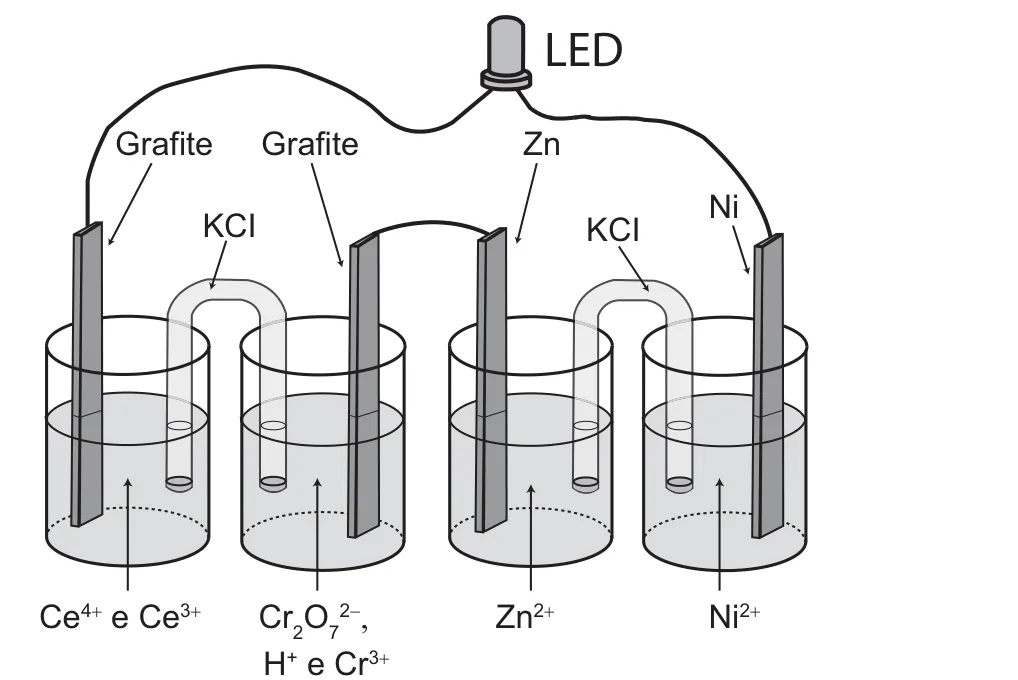 LED
Grafite
Grafite
Zn
KCl
KCl
Ni
Ce⁴⁺ e Ce³⁺
Cr₂O₇²⁻,
H⁺ e Cr³⁺
Zn²⁺
Ni²⁺